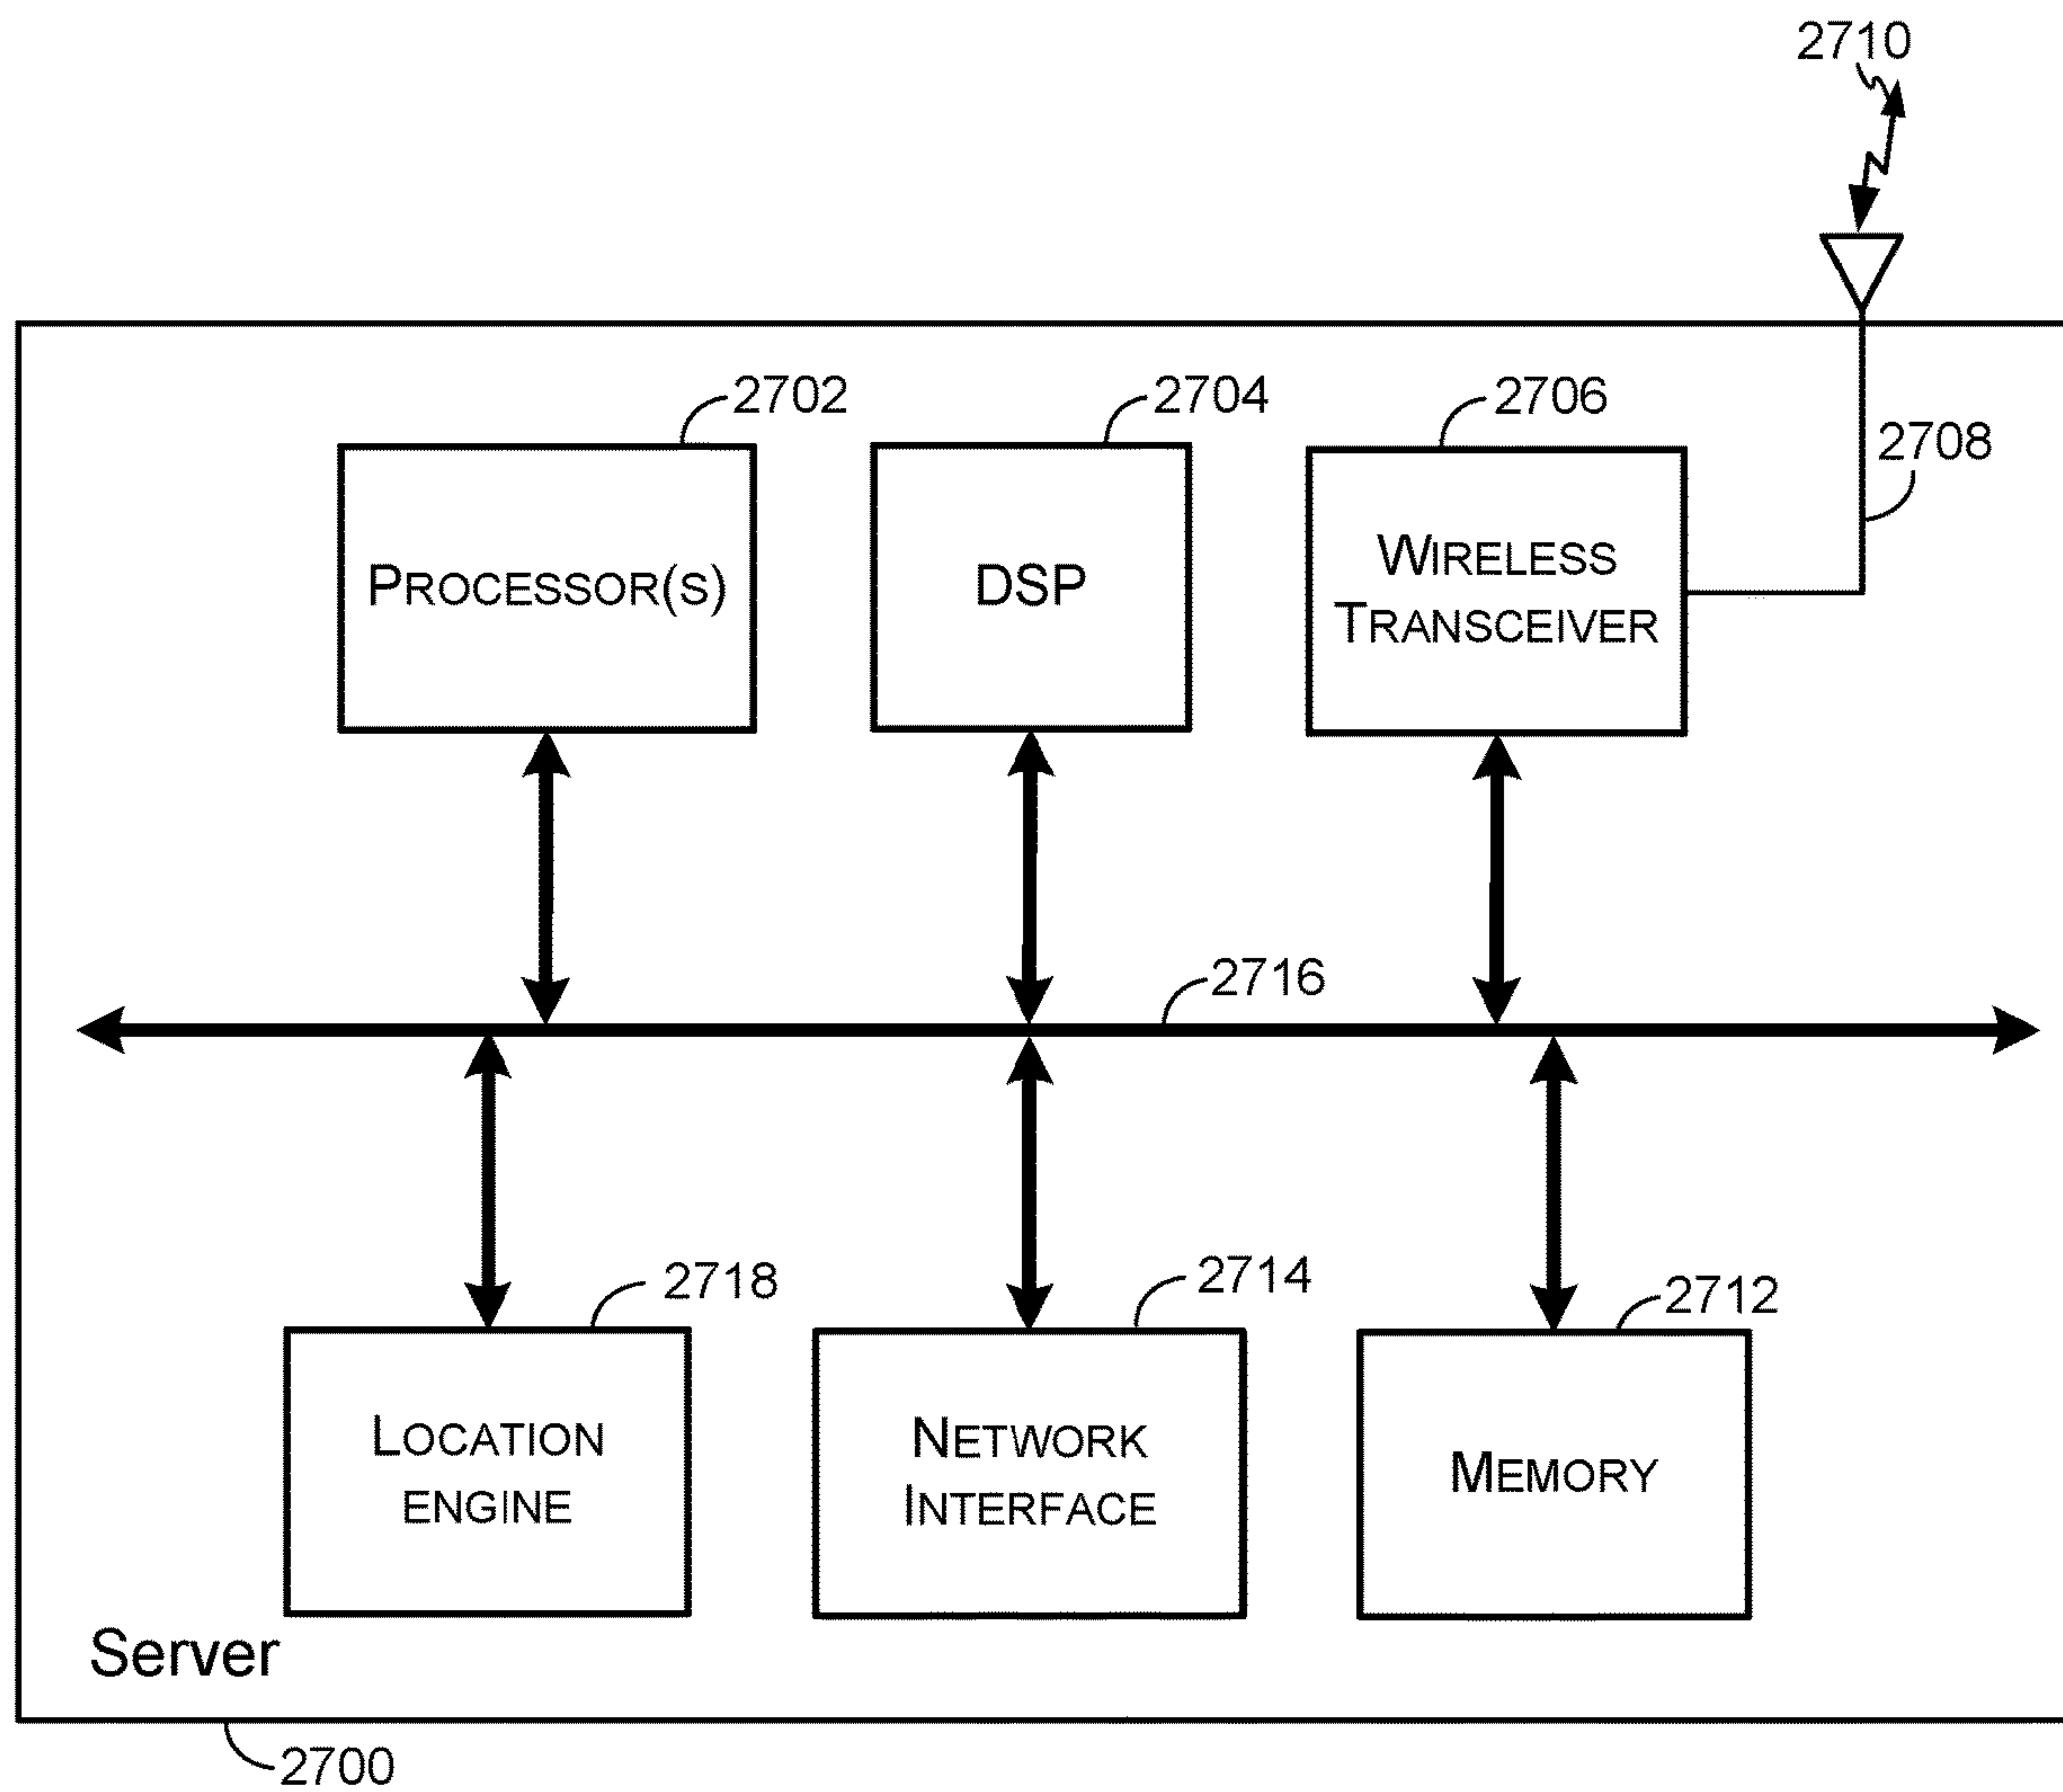 2710
2702
2704
2706
2708
PROCESSOR(S)
DSP
WIRELESS
TRANSCEIVER
2716
2718
2714
2712
LOCATION
ENGINE
NETWORK
INTERFACE
MEMORY
Server
2700